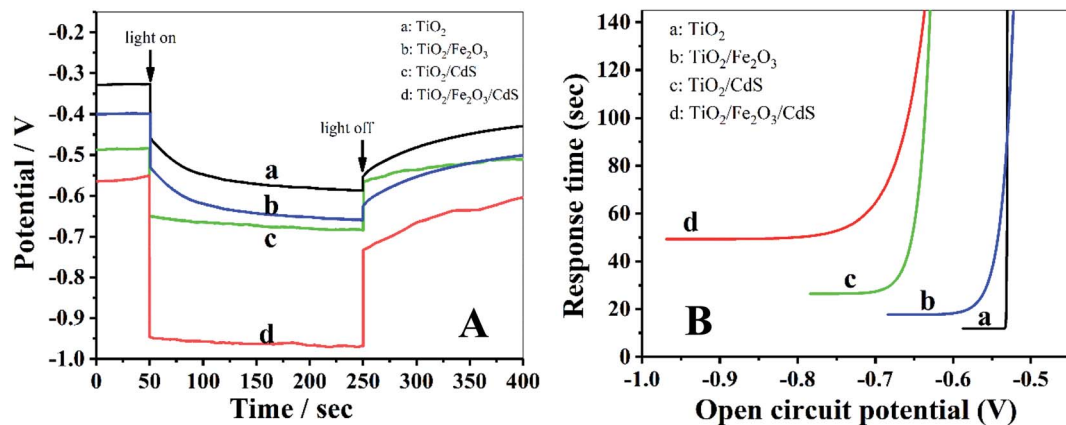 -0.2
-0.3
-0.4
-0.5
-0.6
-0.7
-0.8
-0.9
-1.0
Potential / V
light on
a: TiO₂
b: TiO₂/Fe₂O₃
c: TiO₂/CdS
d: TiO₂/Fe₂O₃/CdS
light off
a
b
c
d
A
0 50 100 150 200 250 300 350 400
Time / sec
140
120
100
80
60
40
20
0
Response time (sec)
a: TiO₂
b: TiO₂/Fe₂O₃
c: TiO₂/CdS
d: TiO₂/Fe₂O₃/CdS
d
c
b
a
B
-1.0 -0.9 -0.8 -0.7 -0.6 -0.5
Open circuit potential (V)